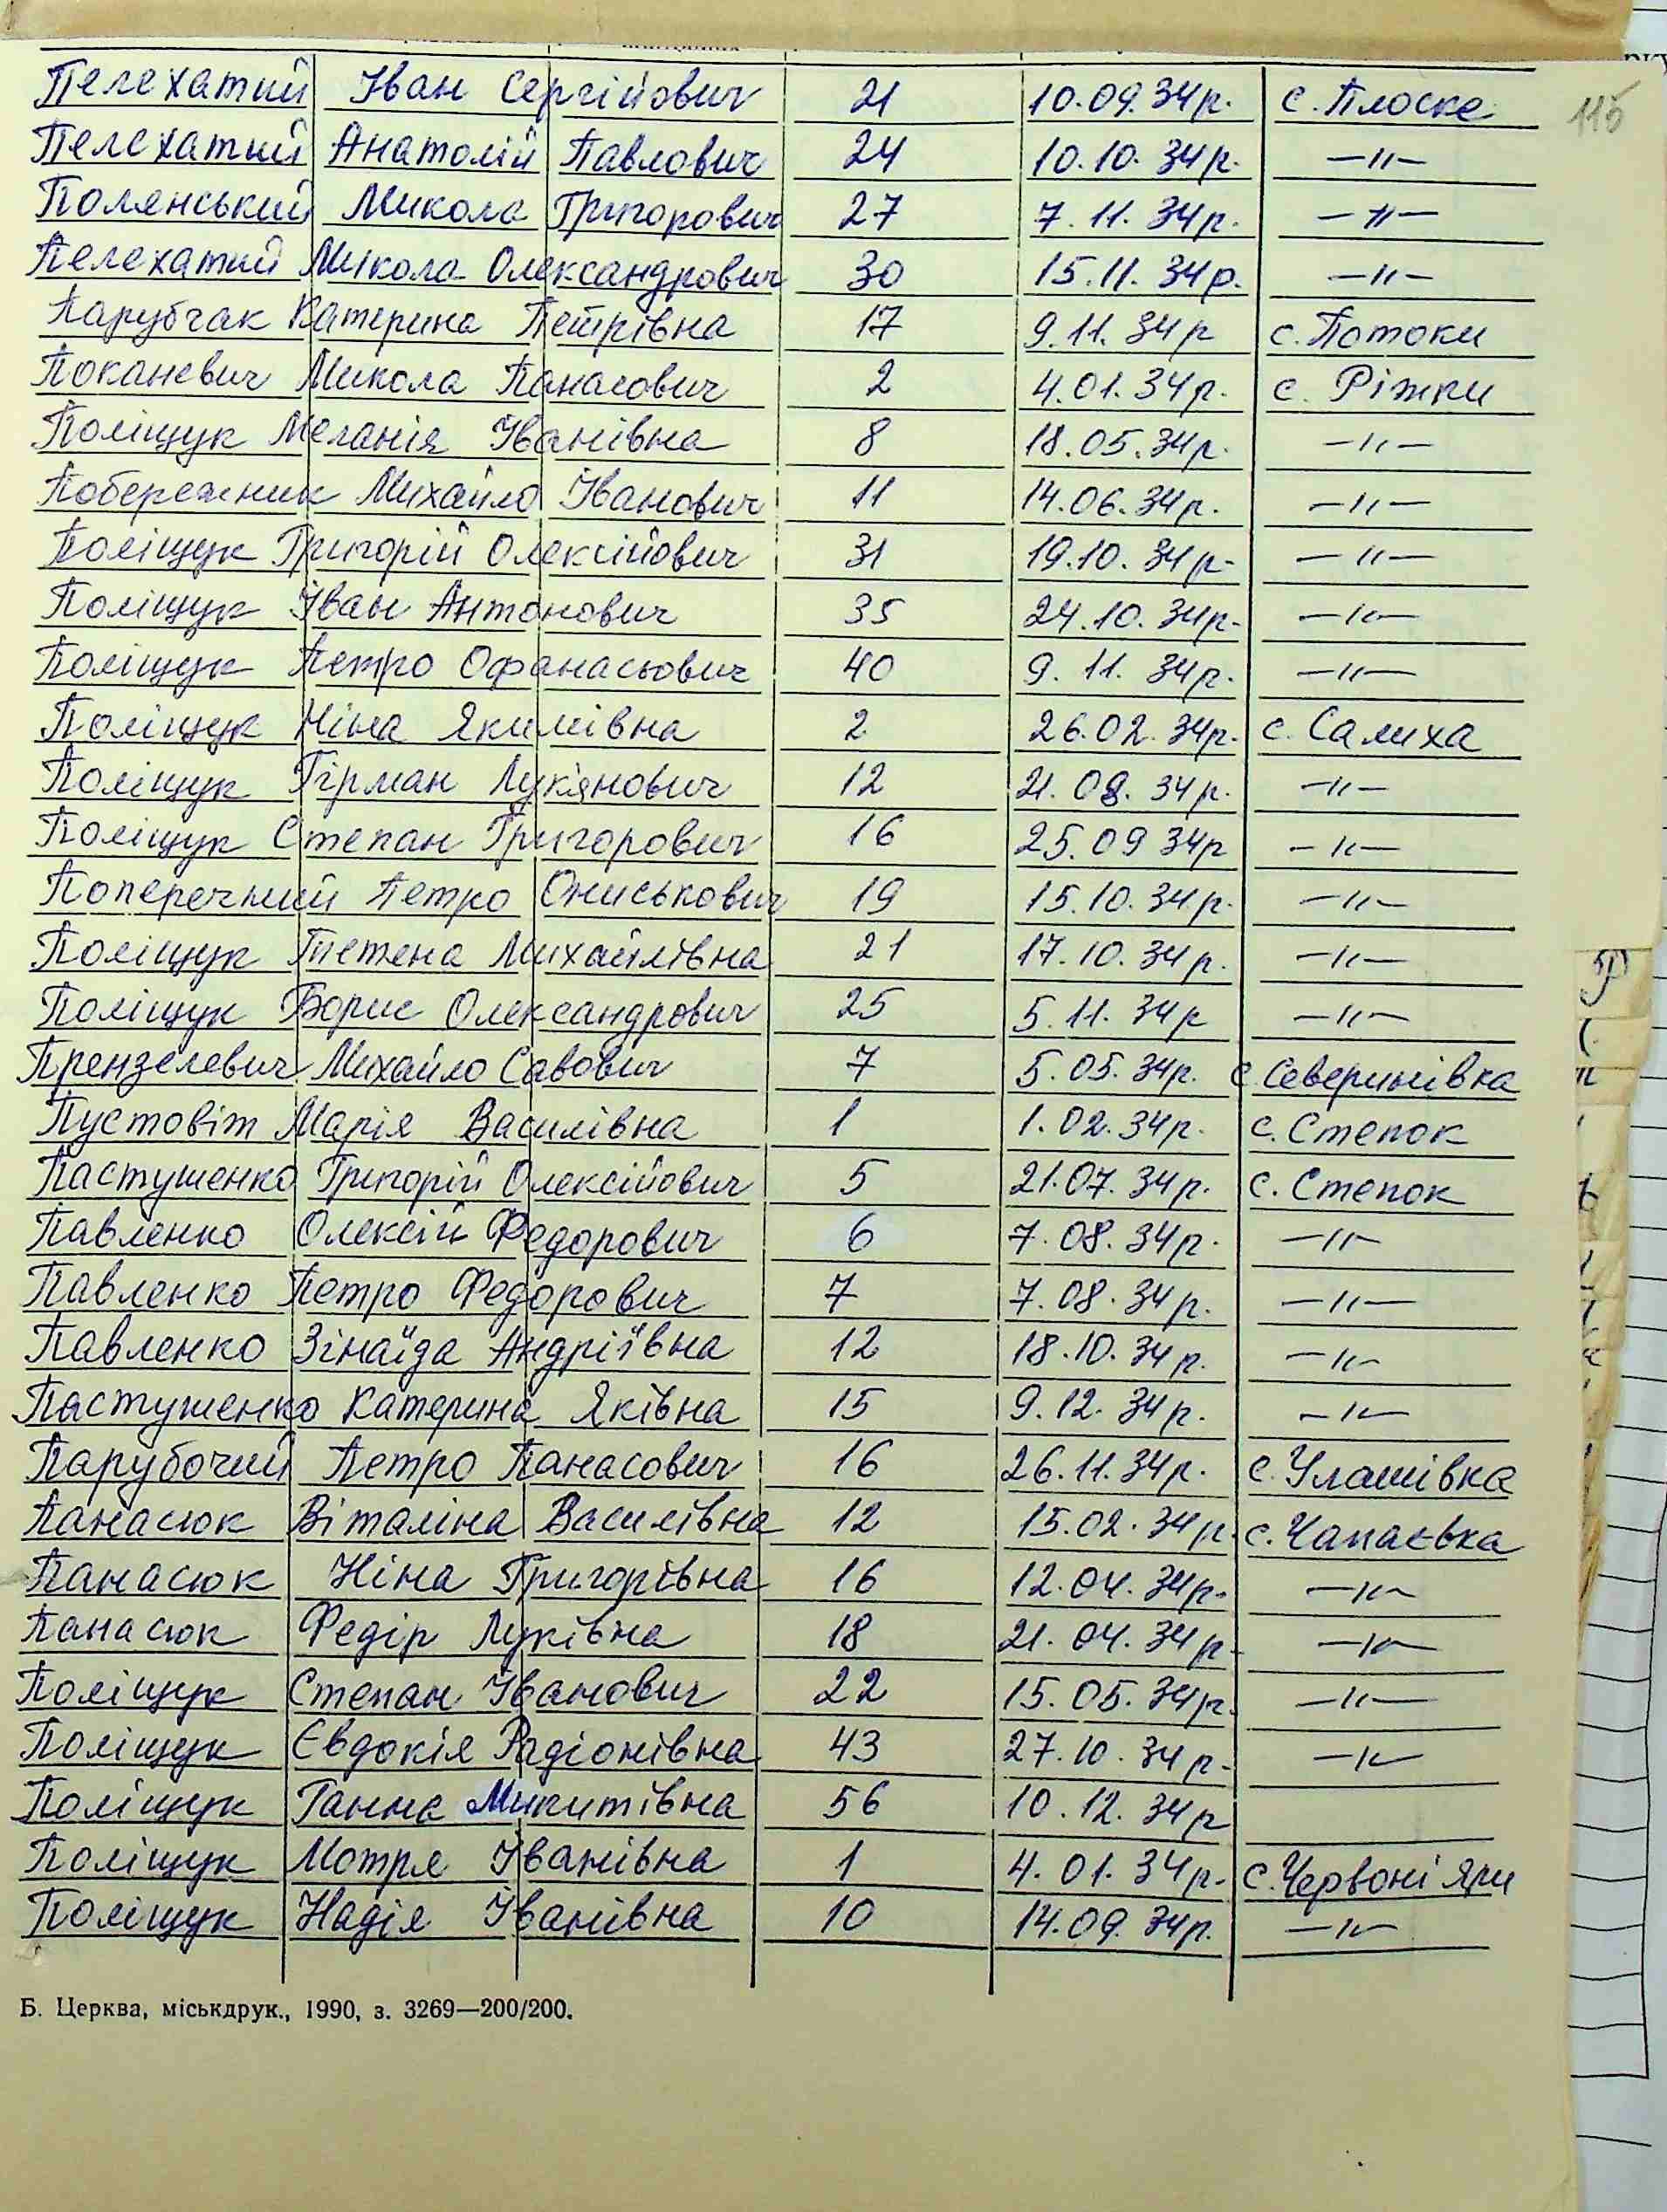 115
Пелехатий Іван Сергійович 21 10.09.34р. с. Плоске
Пелехатий Анатолій Павлович 24 10.10.34р. —"—
Полянський Микола Григорович 27 7.11.34р. —"—
Пелехатий Микола Олександрович 30 15.11.34р. —"—
Парубчак Катерина Петрівна 17 9.11.34р с. Потоки
Поканевич Микола Панасович 2 4.01.34р. с. Ріжки
Поліщук Меланія Іванівна 8 18.05.34р. —"—
Побережник Михайло Іванович 11 14.06.34р. —"—
Поліщук Григорій Олексійович 31 19.10.34р. —"—
Поліщук Іван Антонович 35 24.10.34р. —"—
Поліщук Петро Офанасьович 40 9.11.34р. —"—
Поліщук Ніна Якимівна 2 26.02.34р. с. Салиха
Поліщук Гірман Лук'янович 12 21.08.34р. —"—
Поліщук Степан Григорович 16 25.09 34р —"—
Поперечний Петро Ониськович 19 15.10.34р. —"—
Поліщук Михайлівна 21 17.10.34р. —"—
Поліщук Борис Олександрович 25 5.11.34р —"—
Прензелевич Михайло Савович 7 5.05.34р. с. Северинівка
Пустовіт Марія Василівна 1 1.02.34р. с. Степок
Пастушенко Григорій Олексійович 5 21.07.34р. с. Степок
Павленко Олексій Федорович 6 7.08.34р. —"—
Павленко Петро Федорович 7 7.08.34р. —"—
Павленко Зінаїда Андріївна 12 18.10.34р. —"—
Пастушенко Катерина Яківна 15 9.12.34р. —"—
Парубочий Петро Панасович 16 26.11.34р. с. Улашівка
Панасюк Віталіна Василівна 12 15.02.34р. с. Чапаєвка
Панасюк Ніна Григорівна 16 12.04.34р. —"—
Панасюк Федір Луківна 18 21.04.34р. —"—
Поліщук Степан Іванович 22 15.05.34р. —"—
Поліщук Євдокія Радіонівна 43 27.10.34р. —"—
Поліщук Ганна Микитівна 56 10.12.34р
Поліщук Мотря Іванівна 1 4.01.34р. с. Червоні Яри
Поліщук Надія Іванівна 10 14.09.34р. —"—
Б. Церква, міськдрук., 1990, з. 3269—200/200.